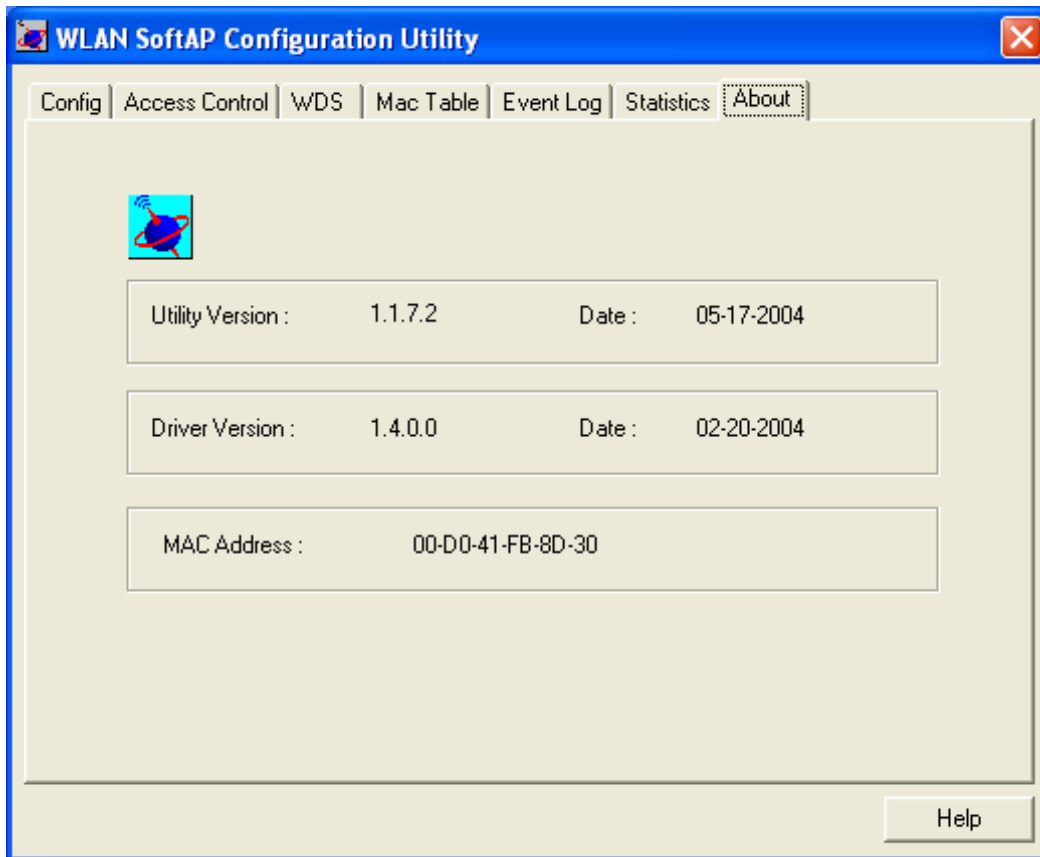 WLAN SoftAP Configuration Utility
Config Access Control WDS Mac Table Event Log Statistics About
Utility Version : 1.1.7.2 Date : 05-17-2004
Driver Version : 1.4.0.0 Date : 02-20-2004
MAC Address : 00-D0-41-FB-8D-30
Help